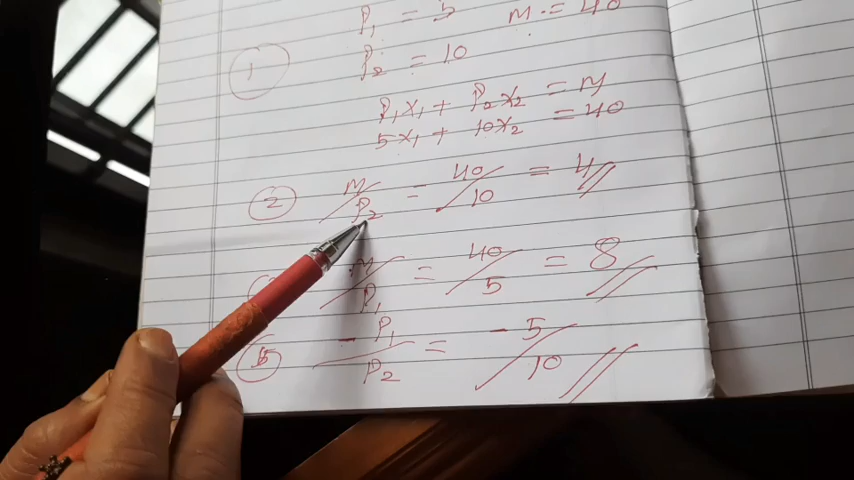 P₁ = 5 M = 40
① P₂ = 10
P₁x₁ + P₂x₂ = M
5x₁ + 10x₂ = 40
② M/P₂ = 40/10 = 4
M/P₁ = 40/5 = 8
⑤ -P₁/P₂ = -5/10